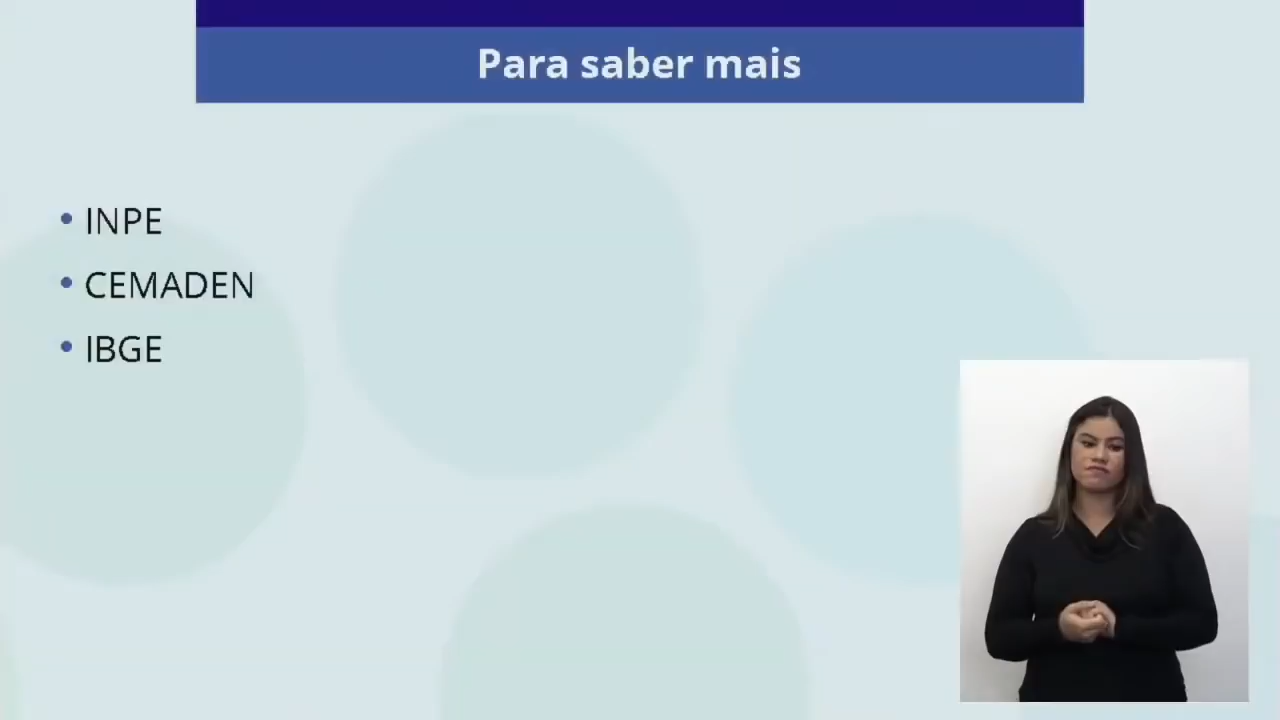 Para saber mais
• INPE
• CEMADEN
• IBGE